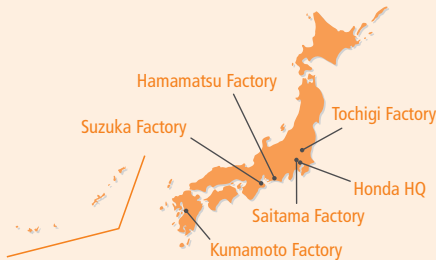 Hamamatsu Factory
Tochigi Factory
Suzuka Factory
Honda HQ
Saitama Factory
Kumamoto Factory